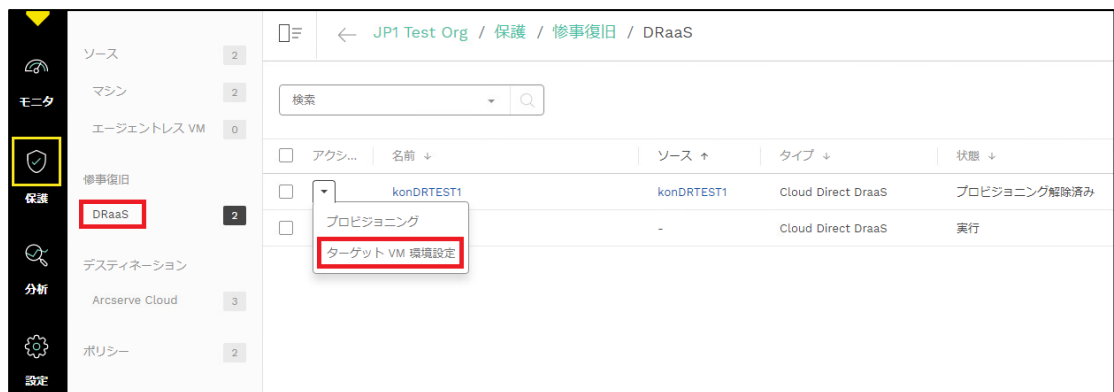 モニタ
保護
分析
設定
ソース 2
マシン 2
エージェントレス VM 0
惨事復旧
DRaaS 2
デスティネーション
Arcserve Cloud 3
ポリシー 2
← JP1 Test Org / 保護 / 惨事復旧 / DRaaS
検索
アクシ... 名前 ↓ ソース ↑ タイプ ↓ 状態 ↓
konDRTEST1 konDRTEST1 Cloud Direct DraaS プロビジョニング解除済み
プロビジョニング
- Cloud Direct DraaS 実行
ターゲット VM 環境設定